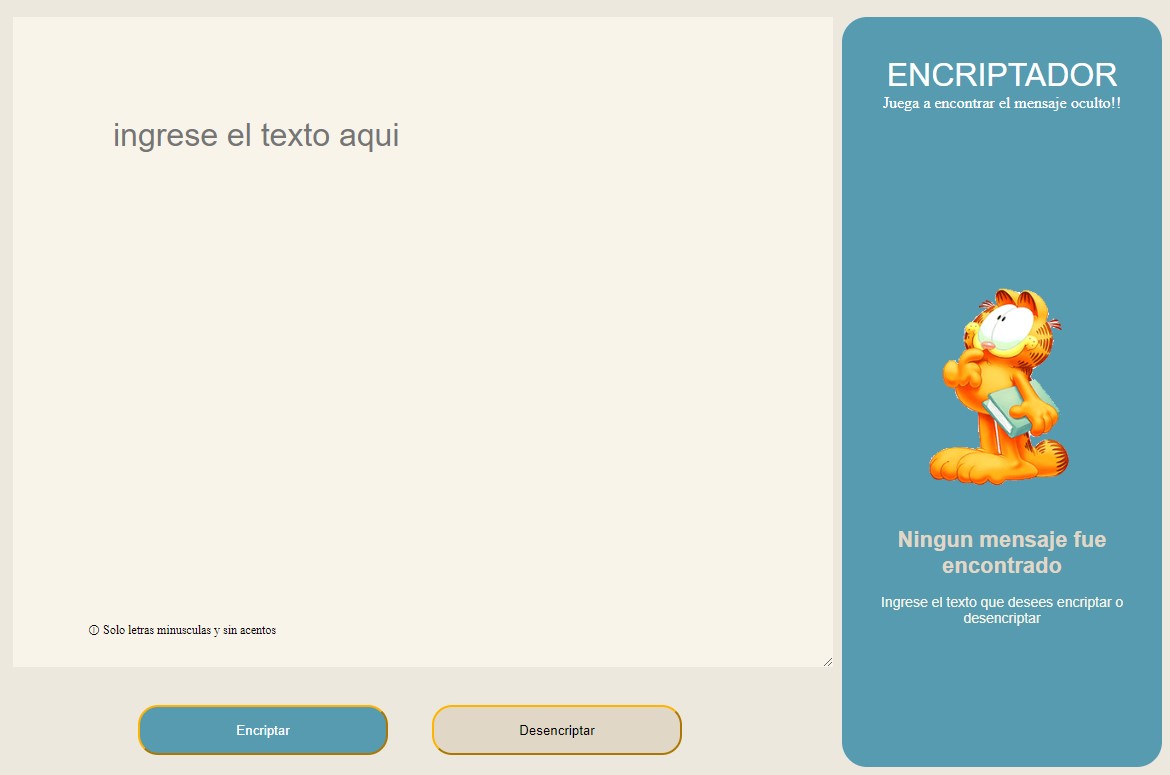 ingrese el texto aqui
ⓘ Solo letras minusculas y sin acentos
Encriptar
Desencriptar
ENCRIPTADOR
Juega a encontrar el mensaje oculto!!
Ningun mensaje fue
encontrado
Ingrese el texto que desees encriptar o
desencriptar